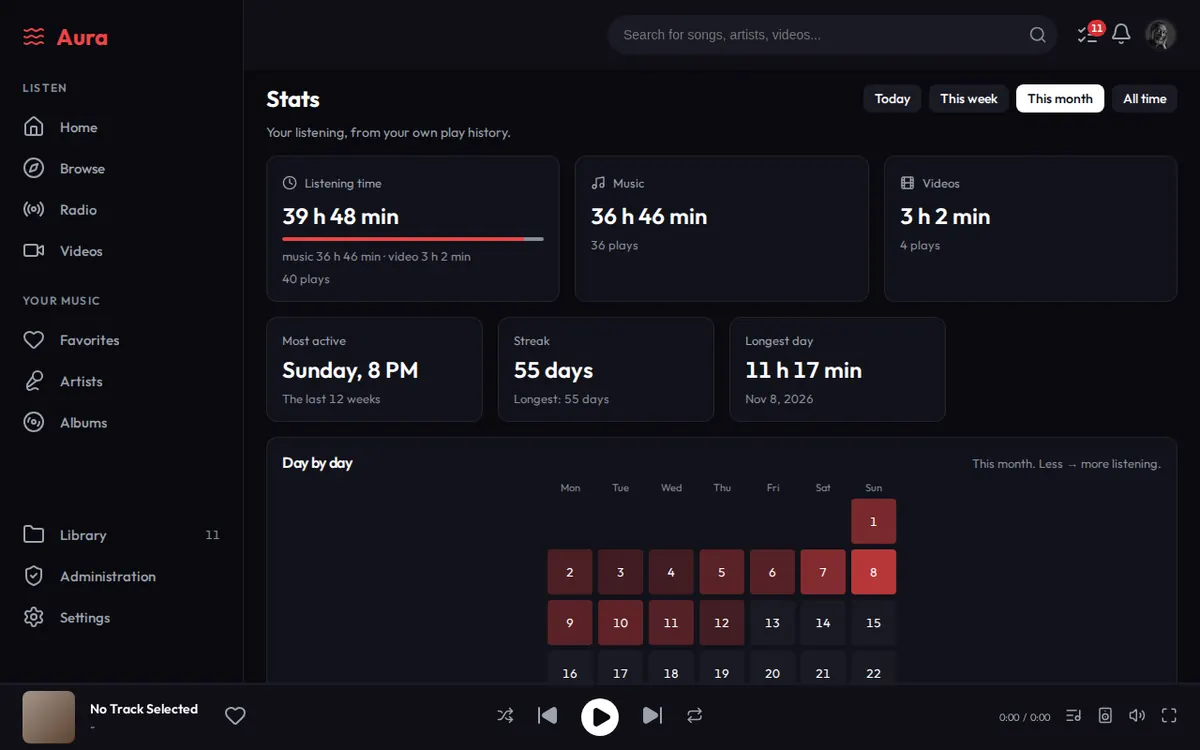 Aura
Search for songs, artists, videos...
11
LISTEN
Home
Browse
Radio
Videos
YOUR MUSIC
Favorites
Artists
Albums
Library 11
Administration
Settings
Stats
Today This week This month All time
Your listening, from your own play history.
Listening time
39 h 48 min
music 36 h 46 min · video 3 h 2 min
40 plays
Music
36 h 46 min
36 plays
Videos
3 h 2 min
4 plays
Most active
Sunday, 8 PM
The last 12 weeks
Streak
55 days
Longest: 55 days
Longest day
11 h 17 min
Nov 8, 2026
Day by day
This month. Less → more listening.
Mon Tue Wed Thu Fri Sat Sun
1
2 3 4 5 6 7 8
9 10 11 12 13 14 15
16 17 18 19 20 21 22
No Track Selected
-
0:00 / 0:00